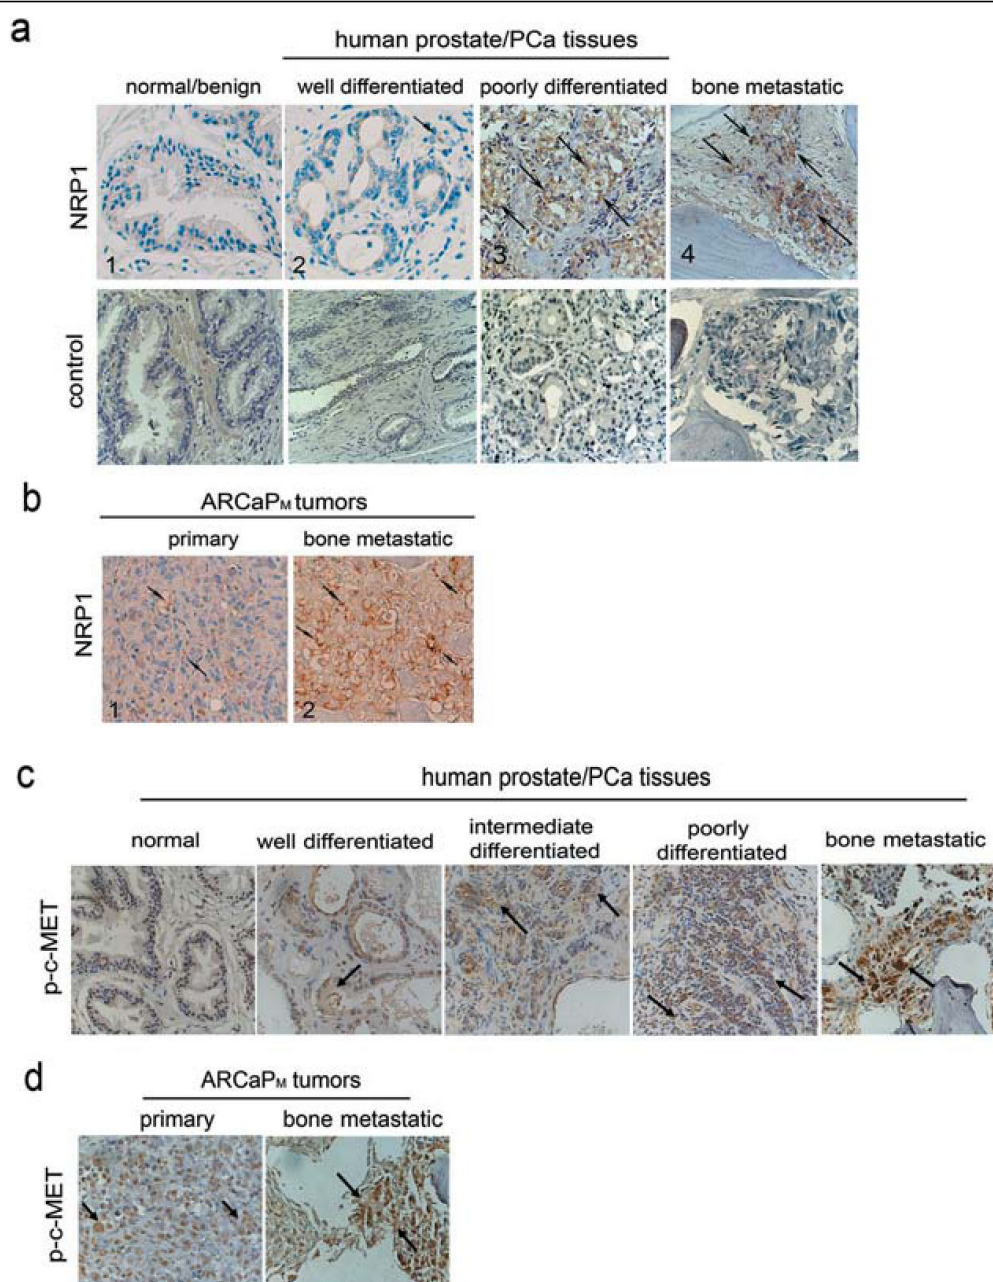 a
human prostate/PCa tissues
normal/benign well differentiated poorly differentiated bone metastatic
NRP1
1 2 3 4
control
b
ARCaPM tumors
primary bone metastatic
NRP1
1 2
c
human prostate/PCa tissues
normal well differentiated intermediate differentiated poorly differentiated bone metastatic
p-c-MET
d
ARCaPM tumors
primary bone metastatic
p-c-MET